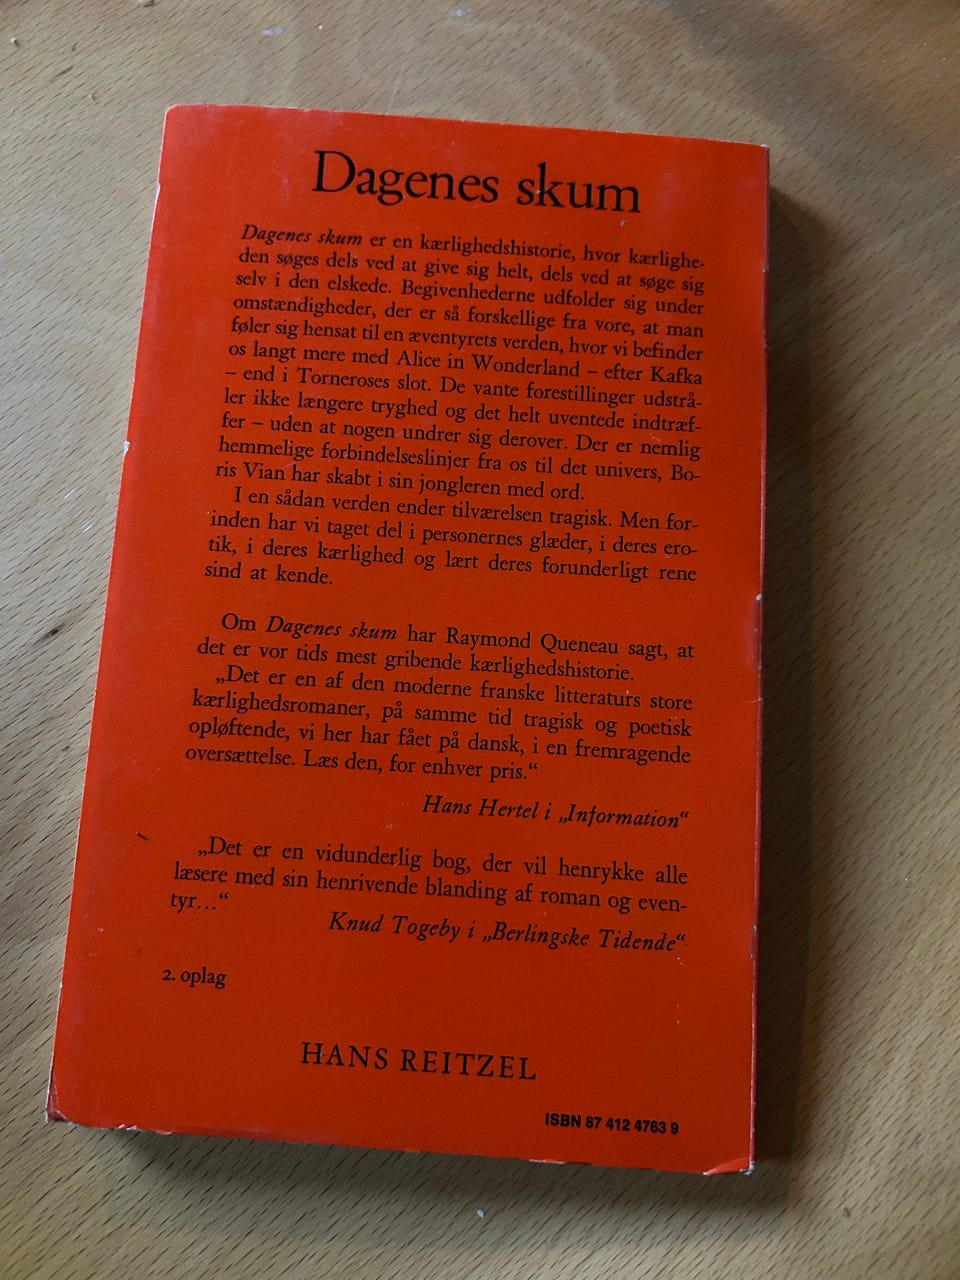 Dagenes skum
Dagenes skum er en kærlighedshistorie, hvor kærlighe-
den søges dels ved at give sig helt, dels ved at søge sig
selv i den elskede. Begivenhederne udfolder sig under
omstændigheder, der er så forskellige fra vore, at man
føler sig hensat til en æventyrets verden, hvor vi befinder
os langt mere med Alice in Wonderland – efter Kafka
– end i Torneroses slot. De vante forestillinger udstrå-
ler ikke længere tryghed og det helt uventede indtræf-
fer – uden at nogen undrer sig derover. Der er nemlig
hemmelige forbindelseslinjer fra os til det univers, Bo-
ris Vian har skabt i sin jongleren med ord.
I en sådan verden ender tilværelsen tragisk. Men for-
inden har vi taget del i personernes glæder, i deres ero-
tik, i deres kærlighed og lært deres forunderligt rene
sind at kende.
Om Dagenes skum har Raymond Queneau sagt, at
det er vor tids mest gribende kærlighedshistorie.
„Det er en af den moderne franske litteraturs store
kærlighedsromaner, på samme tid tragisk og poetisk
opløftende, vi her har fået på dansk, i en fremragende
oversættelse. Læs den, for enhver pris.“
Hans Hertel i „Information“
„Det er en vidunderlig bog, der vil henrykke alle
læsere med sin henrivende blanding af roman og even-
tyr...“
Knud Togeby i „Berlingske Tidende“
2. oplag
HANS REITZEL
ISBN 87 412 4763 9